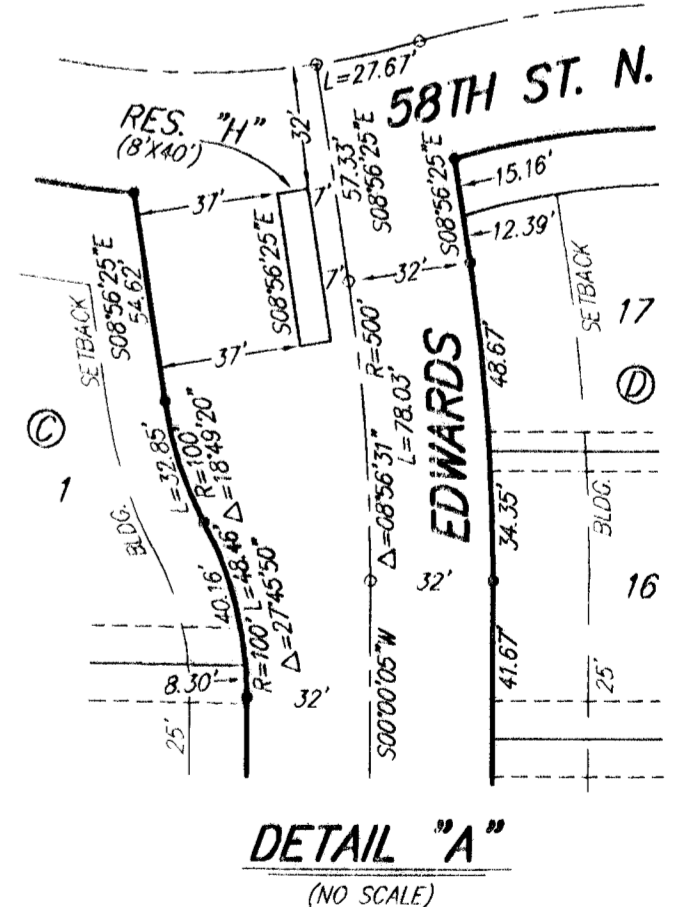 L=27.67'
58TH ST. N.
RES. "H"
(8'X40')
32'
57.33'
S08°56'25"E
S08°56'25"E
15.16'
12.39'
37'
7'
S08°56'25"E
54.62'
SETBACK
S08°56'25"E
7'
32'
SETBACK
17
D
37'
R=500'
L=78.03'
Δ=08°56'31"
EDWARDS
48.67'
C
1
L=32.85'
R=100'
Δ=18°49'20"
BLDG.
34.35'
BLDG.
40.16'
L=48.46'
R=100'
Δ=27°45'50"
32'
16
S00°00'05"W
41.67'
8.30'
32'
25'
25'
DETAIL "A"
(NO SCALE)